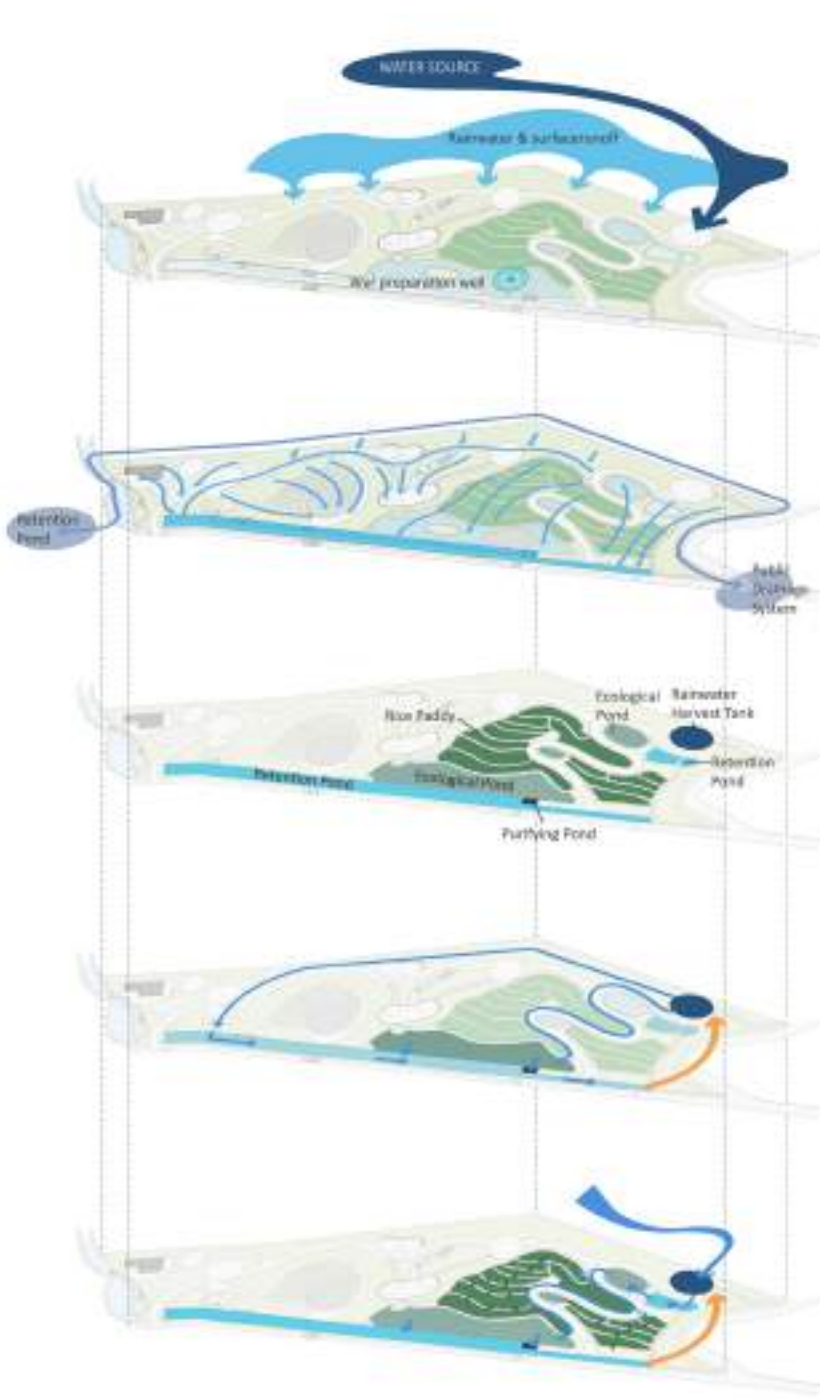 WATER SOURCE
Rainwater & surfacerunoff
preparation well
Retention
Pond
Public
Drainage
System
Ecological
Pond
Rainwater
Harvest Tank
Rice Paddy
Retention
Pond
Retention Pond
Ecological Pond
Purifying Pond